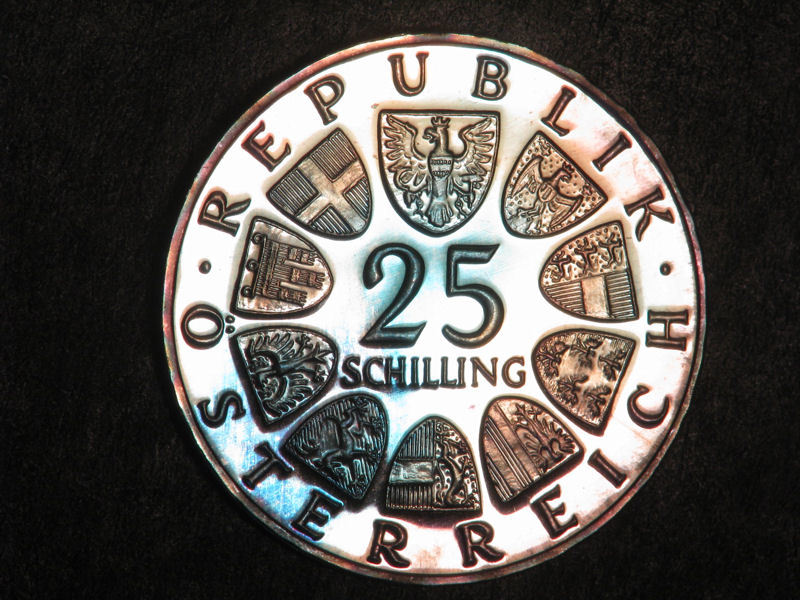 REPUBLIK
25
SCHILLING
ÖSTERREICH